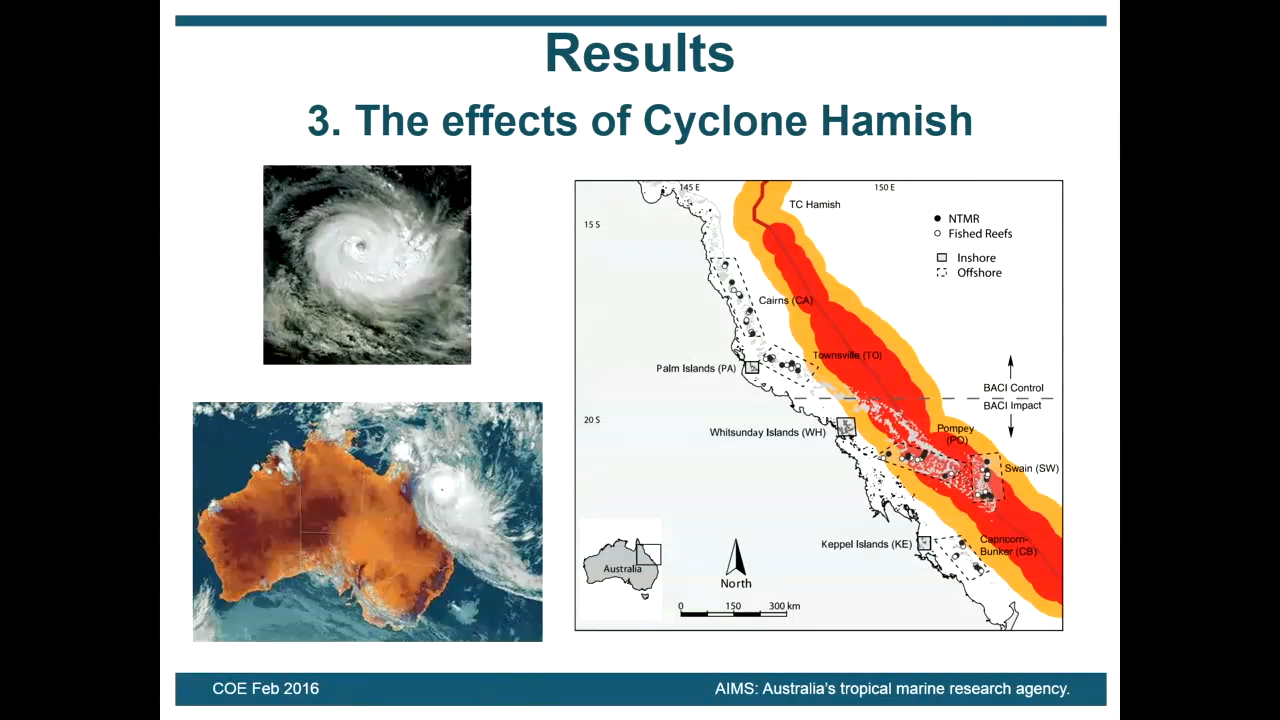 Results
3. The effects of Cyclone Hamish
145 E
150 E
TC Hamish
15 S
NTMR
Fished Reefs
Inshore
Offshore
Cairns (CA)
Townsville (TO)
Palm Islands (PA)
BACI Control
BACI Impact
20 S
Whitsunday Islands (WH)
Pompey
(PO)
Swain (SW)
Keppel Islands (KE)
Capricorn-
Bunker (CB)
Australia
North
0 150 300 km
COE Feb 2016
AIMS: Australia's tropical marine research agency.